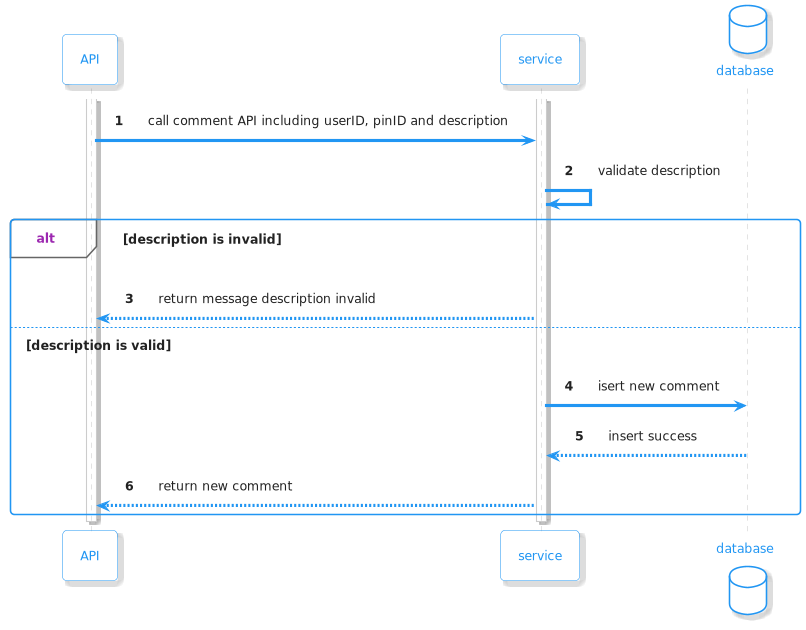 API
service
database
1 call comment API including userID, pinID and description
2 validate description
alt [description is invalid]
3 return message description invalid
[description is valid]
4 isert new comment
5 insert success
6 return new comment
API
service
database